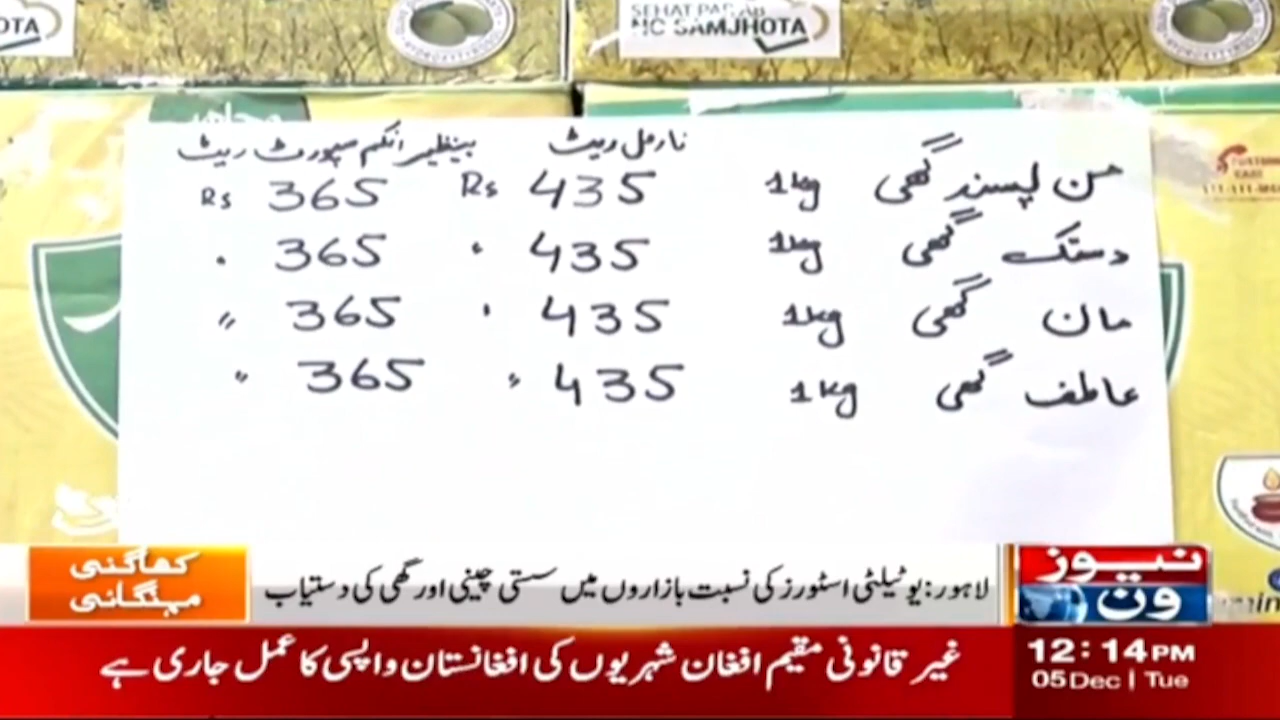 SEHAT PAR AB
NO SAMJHOTA
نارمل ریٹ بینظیر انکم سپورٹ ریٹ
من پسند گھی 1kg 435 Rs 365 Rs
دستک گھی 1kg 435 " 365 "
مان گھی 1kg 435 " 365 "
عاطف گھی 1kg 435 " 365 "
کھاگئی
مہنگائی
لاہور: یوٹیلٹی اسٹورز کی نسبت بازاروں میں سستی چینی اور گھی کی دستیاب
نیوز
ون
غیر قانونی مقیم افغان شہریوں کی افغانستان واپسی کا عمل جاری ہے
12:14PM
05Dec | Tue